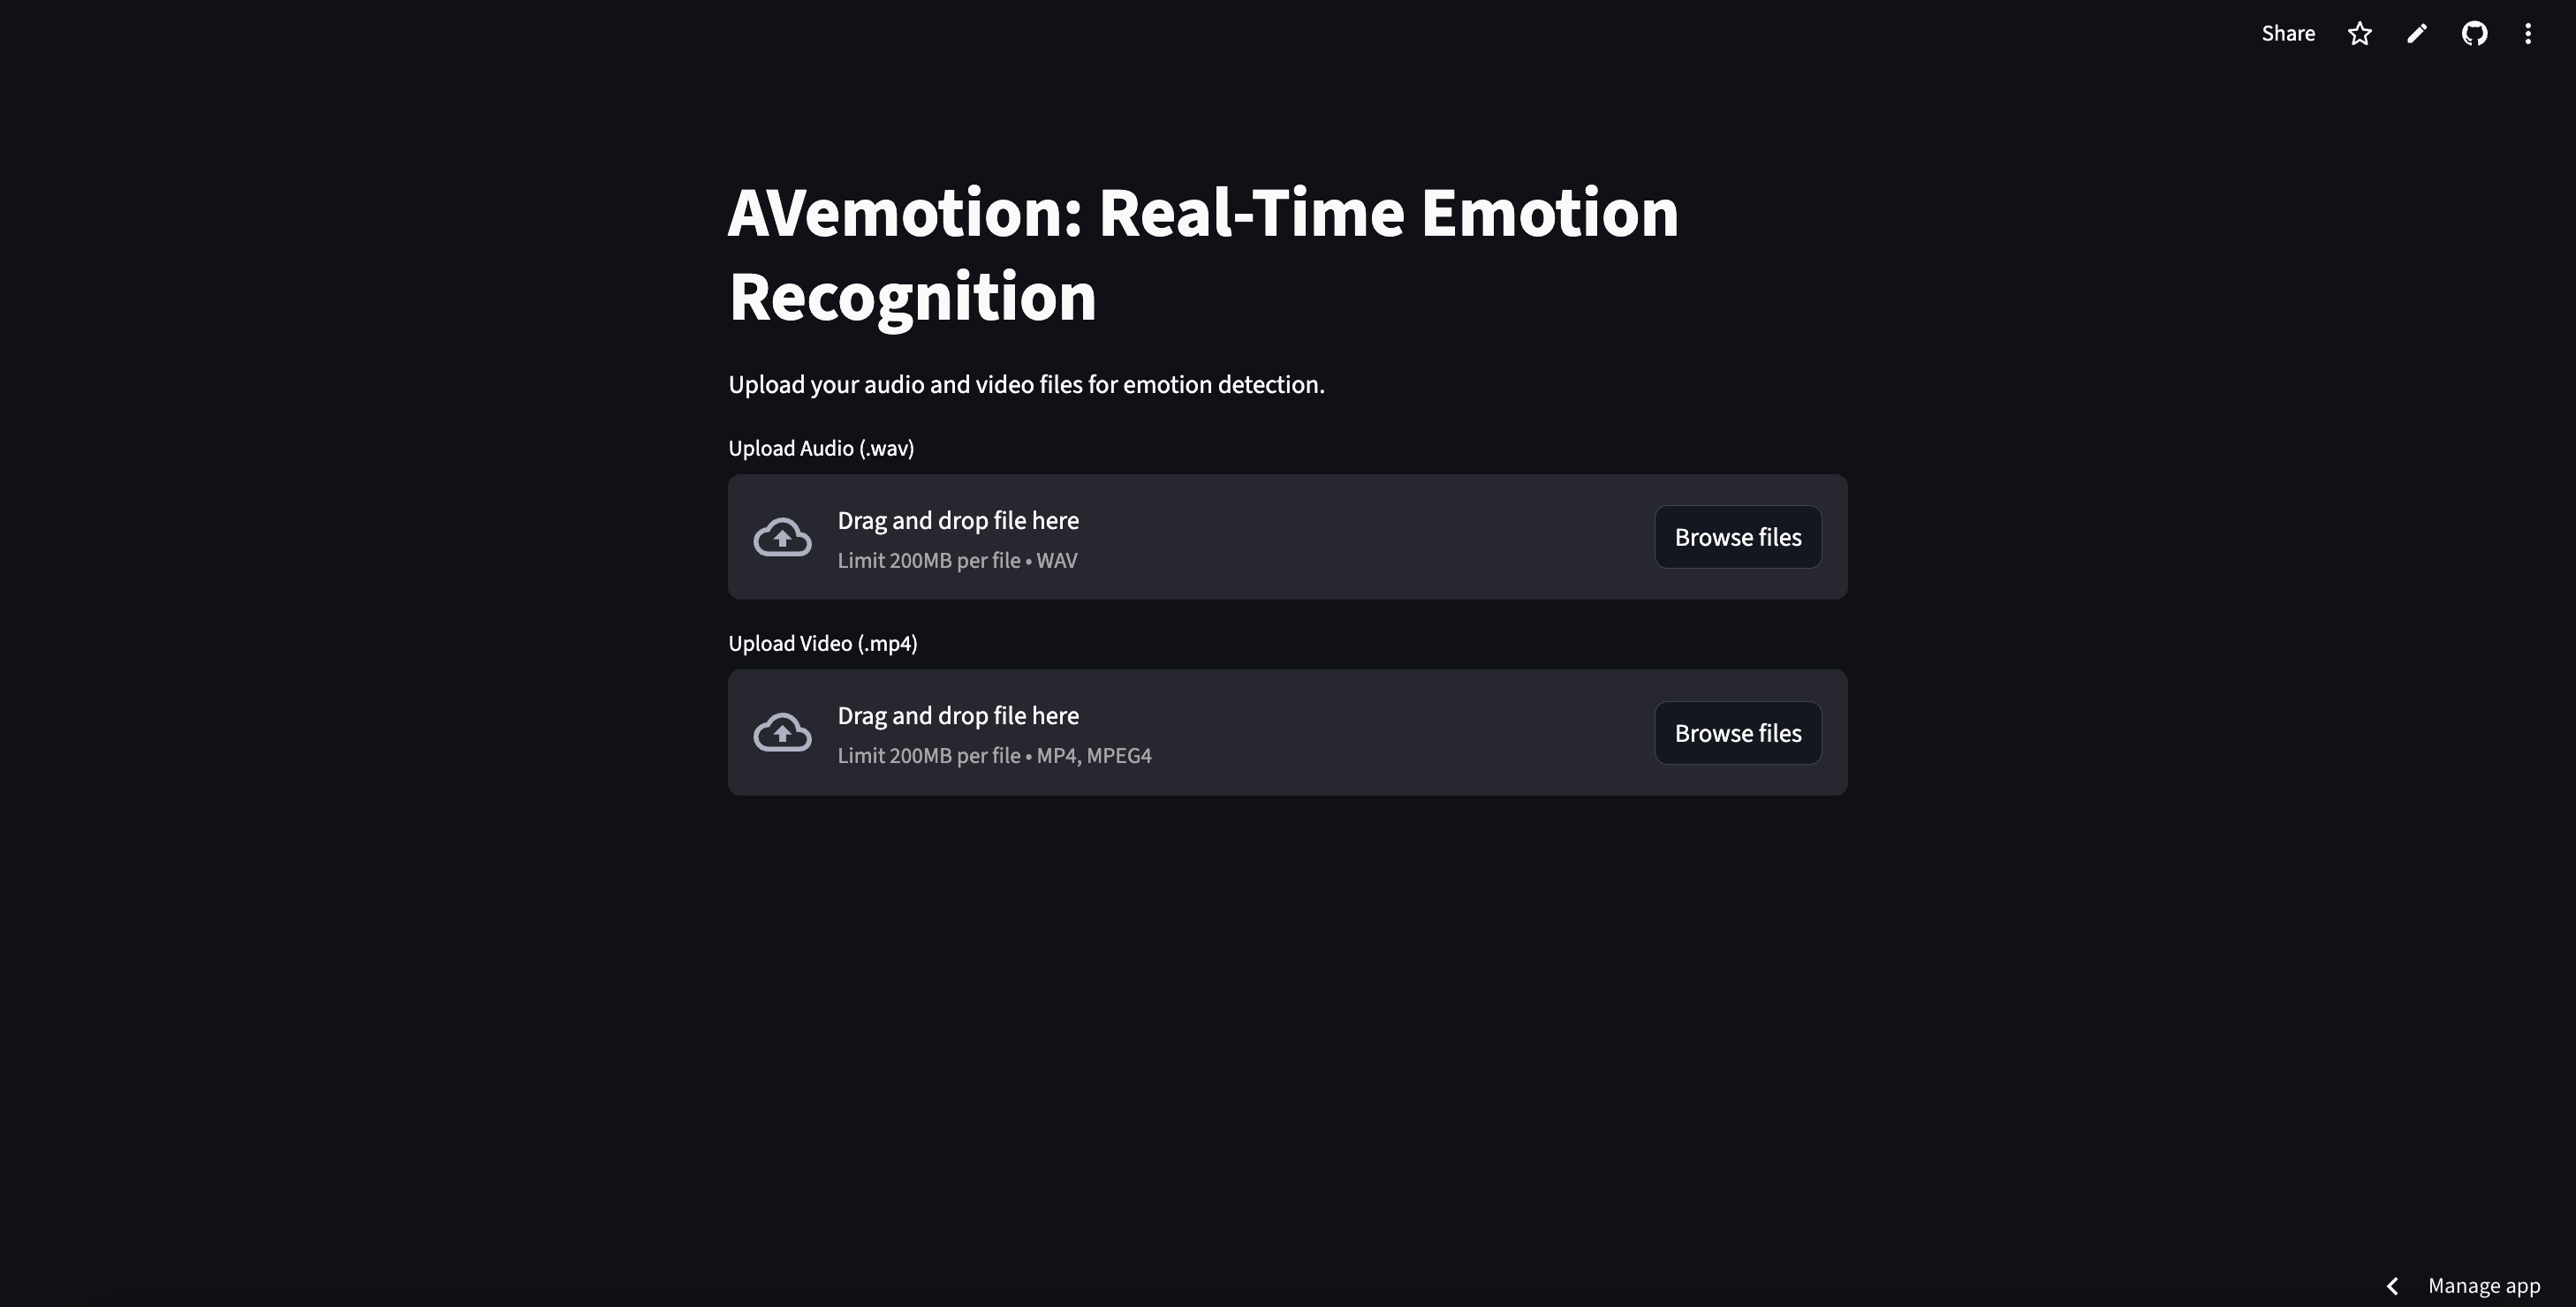 Share
AVemotion: Real-Time Emotion
Recognition
Upload your audio and video files for emotion detection.
Upload Audio (.wav)
Drag and drop file here
Limit 200MB per file • WAV
Browse files
Upload Video (.mp4)
Drag and drop file here
Limit 200MB per file • MP4, MPEG4
Browse files
Manage app